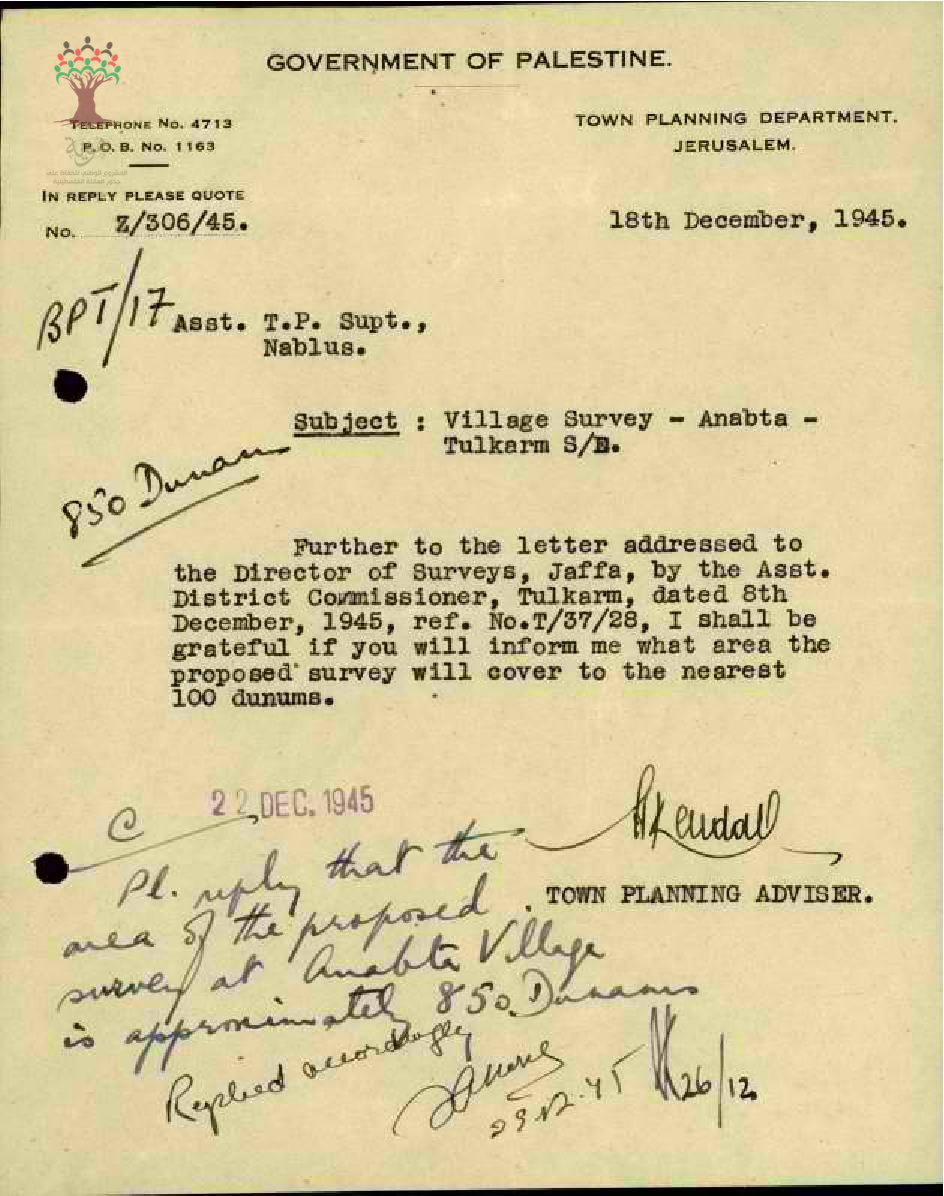 GOVERNMENT OF PALESTINE.
TELEPHONE No. 4713
P.O.B. No. 1163
TOWN PLANNING DEPARTMENT.
JERUSALEM.
IN REPLY PLEASE QUOTE
No. Z/306/45.
18th December, 1945.
BPT/17
Asst. T.P. Supt.,
Nablus.
Subject : Village Survey - Anabta -
Tulkarm S/E.
850 Dunams
Further to the letter addressed to
the Director of Surveys, Jaffa, by the Asst.
District Commissioner, Tulkarm, dated 8th
December, 1945, ref. No.T/37/28, I shall be
grateful if you will inform me what area the
proposed survey will cover to the nearest
100 dunums.
22 DEC. 1945
C
HKendall
TOWN PLANNING ADVISER.
Pl. reply that the
area of the proposed
survey at Anabta Village
is approximately 850 Dunams
Replied accordingly
26/12